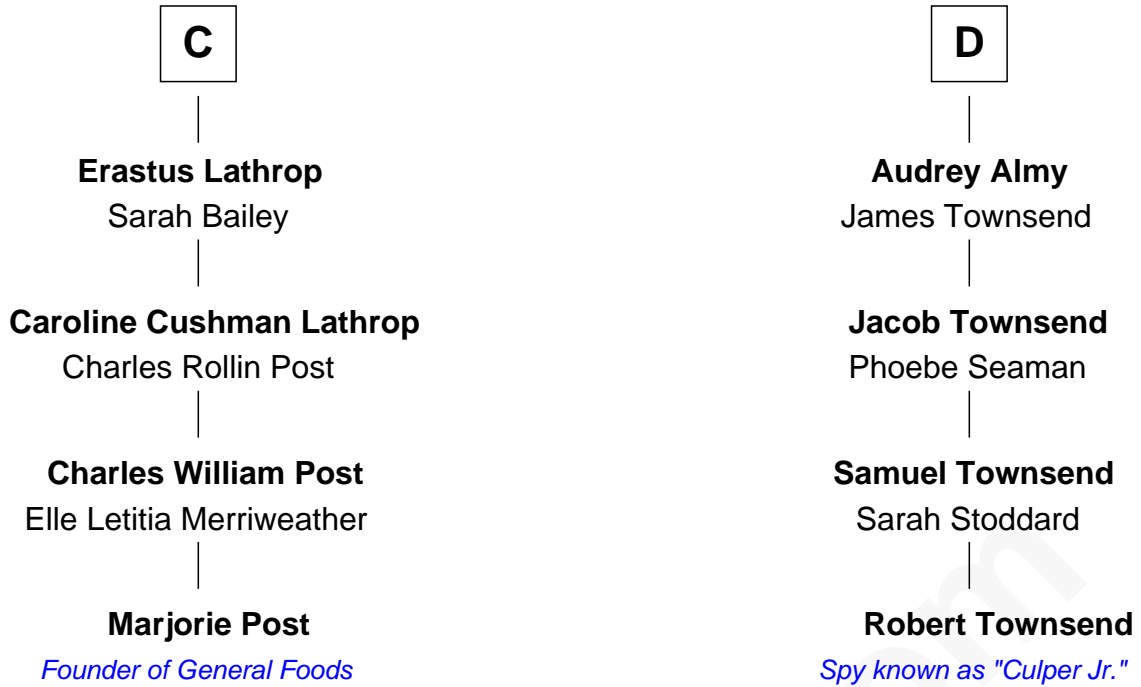 C
Erastus Lathrop
Sarah Bailey
Caroline Cushman Lathrop
Charles Rollin Post
Charles William Post
Elle Letitia Merriweather
Marjorie Post
Founder of General Foods
D
Audrey Almy
James Townsend
Jacob Townsend
Phoebe Seaman
Samuel Townsend
Sarah Stoddard
Robert Townsend
Spy known as "Culper Jr."